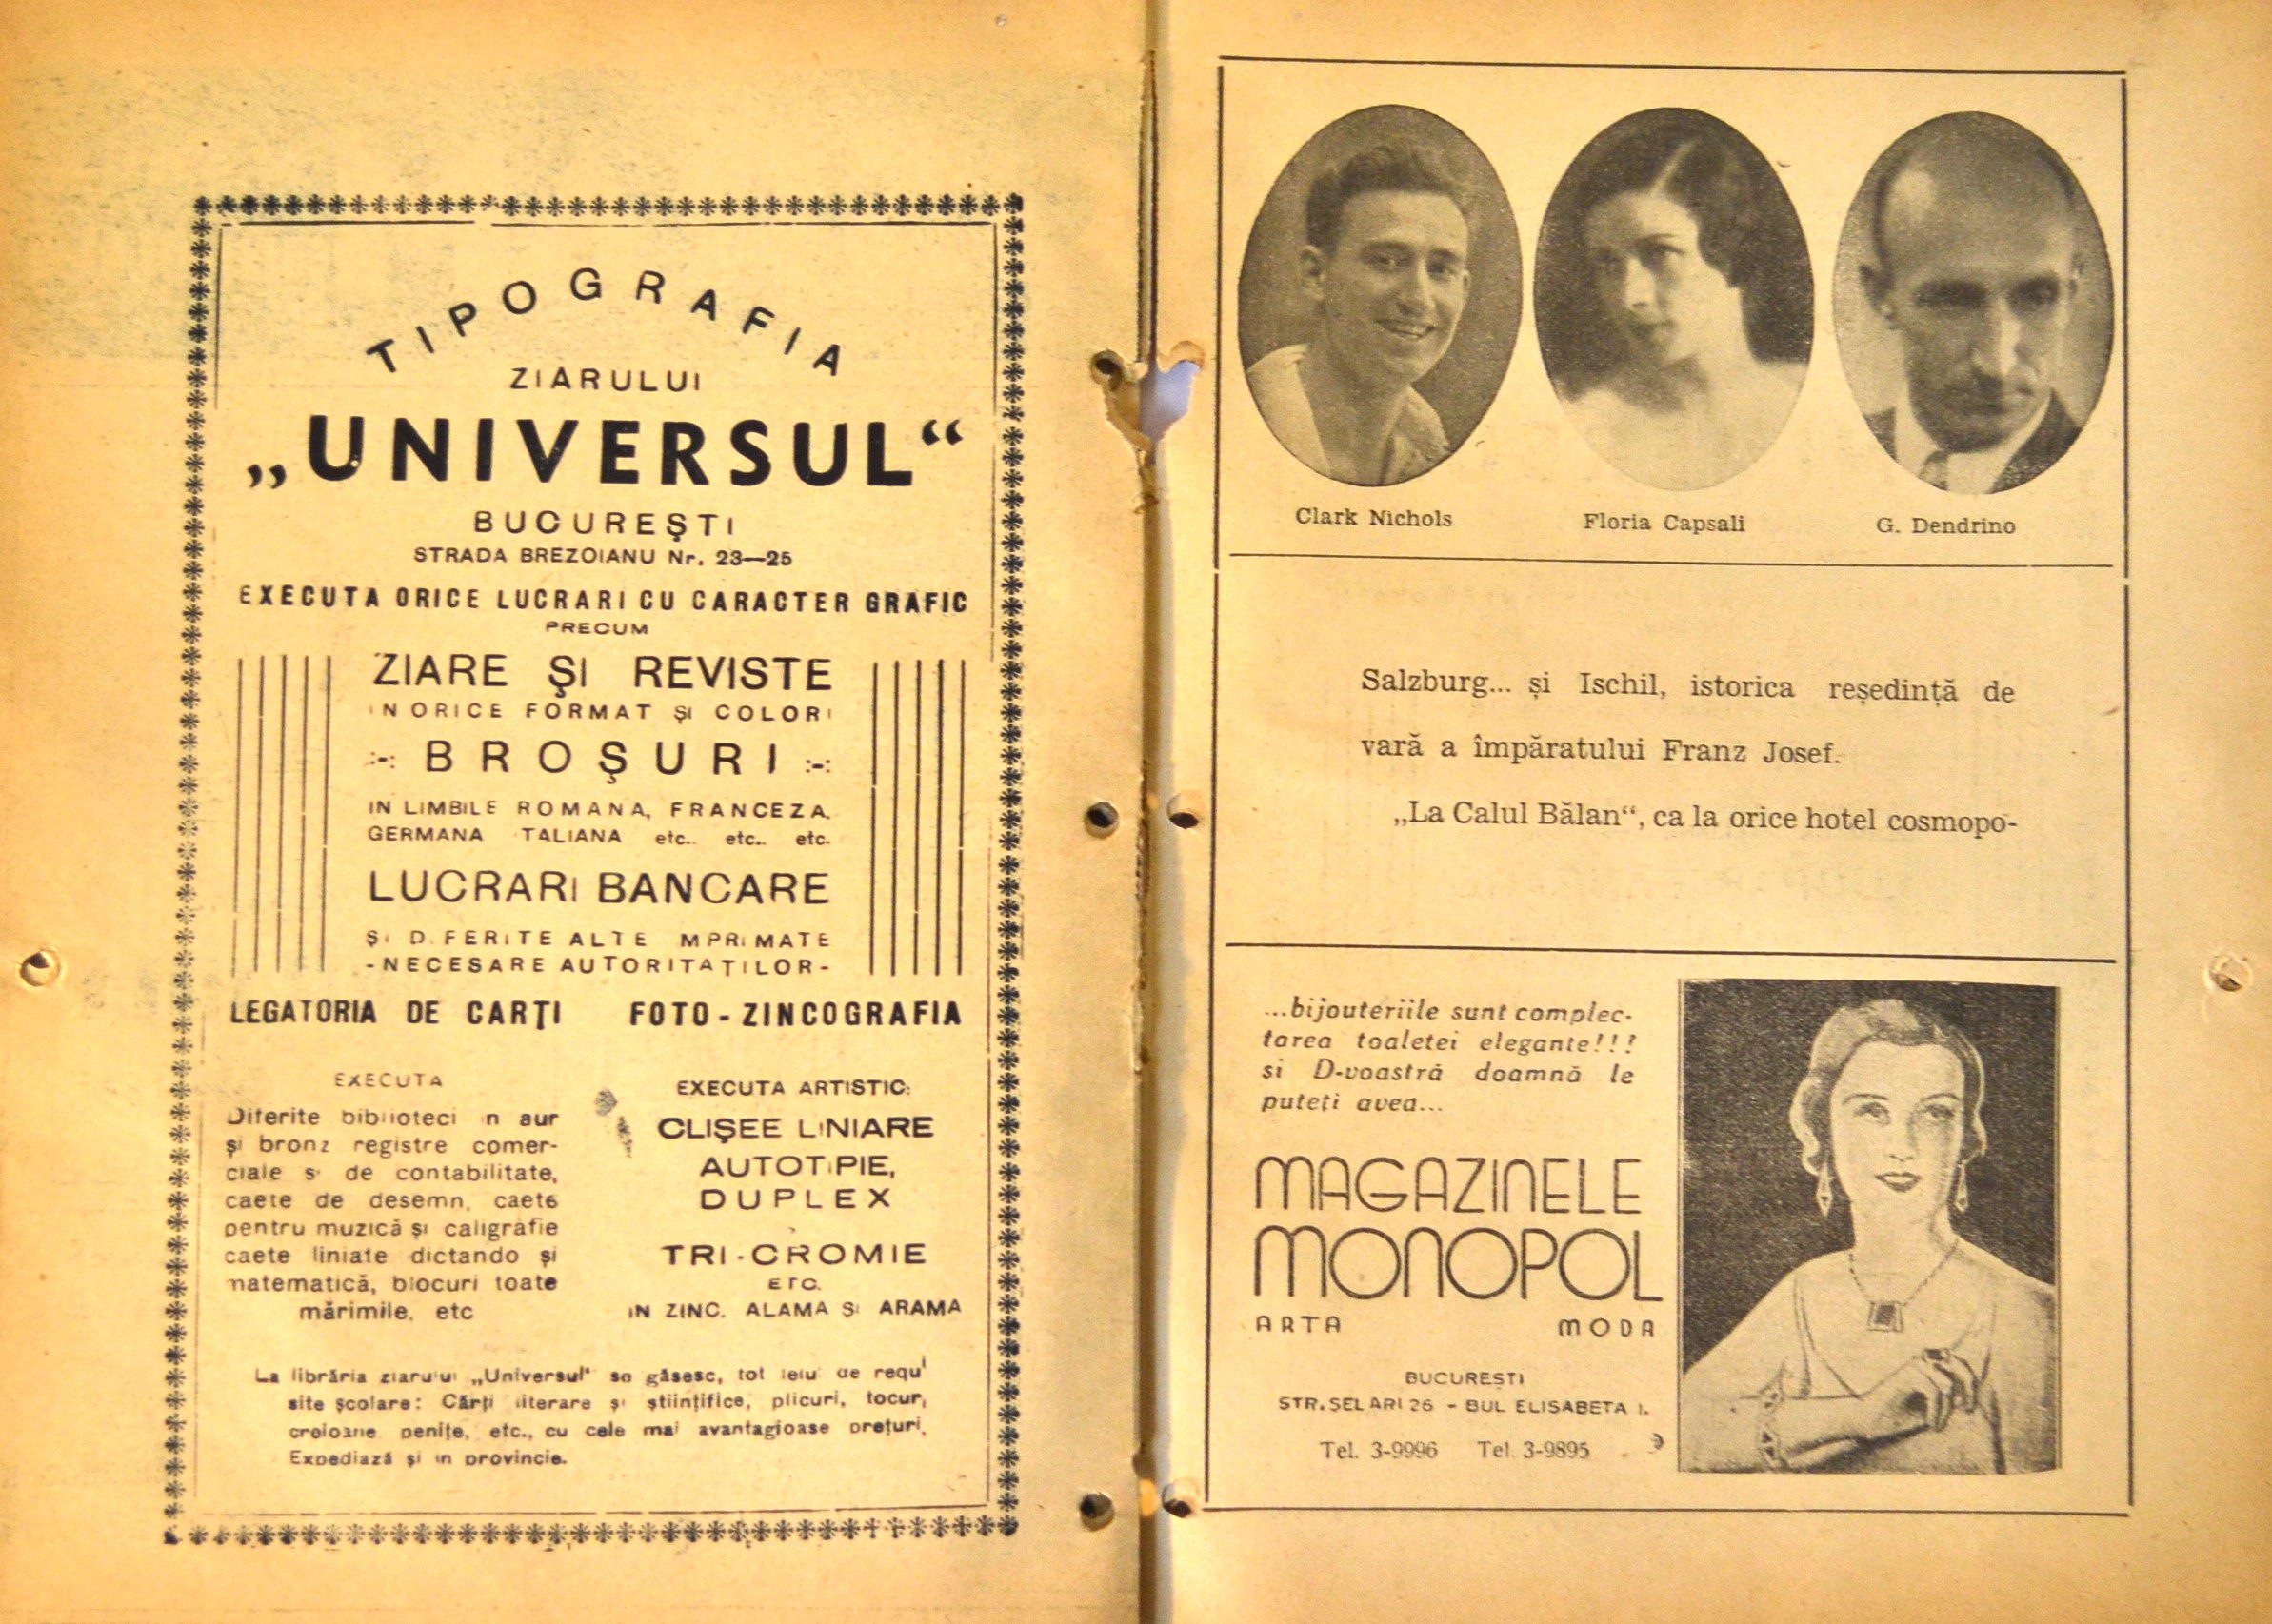 TIPOGRAFIA
ZIARULUI
„UNIVERSUL“
BUCUREŞTI
STRADA BREZOIANU Nr. 23—25
EXECUTA ORICE LUCRARI CU CARACTER GRAFIC
PRECUM
ZIARE ŞI REVISTE
IN ORICE FORMAT ŞI COLORI
:-: BROŞURI :-:
IN LIMBILE ROMANA, FRANCEZA,
GERMANA TALIANA etc.. etc.. etc.
LUCRARI BANCARE
ŞI DIFERITE ALTE MPRIMATE
-NECESARE AUTORITAŢILOR-
LEGATORIA DE CARŢI
EXECUTA
Diferite biblioteci in aur
şi bronz registre comer-
ciale şi de contabilitate,
caete de desemn, caete
pentru muzică şi caligrafie
caete liniate dictando şi
matematică, blocuri toate
mărimile, etc
FOTO-ZINCOGRAFIA
EXECUTA ARTISTIC:
CLIŞEE LINIARE
AUTOTIPIE,
DUPLEX
TRI-CROMIE
ETC.
IN ZINC. ALAMA ŞI ARAMA
La librăria ziarului „Universul“ se găsesc, tot felul de requi
site şcolare: Cărţi literare şi ştiinţifice, plicuri, tocuri,
creioane peniţe, etc., cu cele mai avantagioase preţuri.
Expediază şi in provincie.
Clark Nichols
Floria Capsali
G. Dendrino
Salzburg... şi Ischil, istorica reşedinţă de
vară a împăratului Franz Josef.
„La Calul Bălan“, ca la orice hotel cosmopo-
...bijouteriile sunt complec-
tarea toaletei elegante!!!
si D-voastră doamnă le
puteţi avea...
MAGAZINELE
MONOPOL
ARTA MODA
BUCURESTI
STR. SELARI 26 - BUL ELISABETA 1.
Tel. 3-9996 Tel. 3-9895